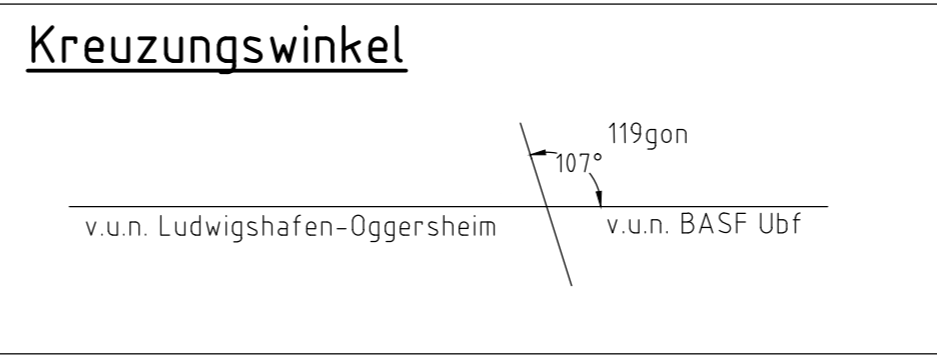 Kreuzungswinkel
119gon
107°
v.u.n. Ludwigshafen-Oggersheim
v.u.n. BASF Ubf